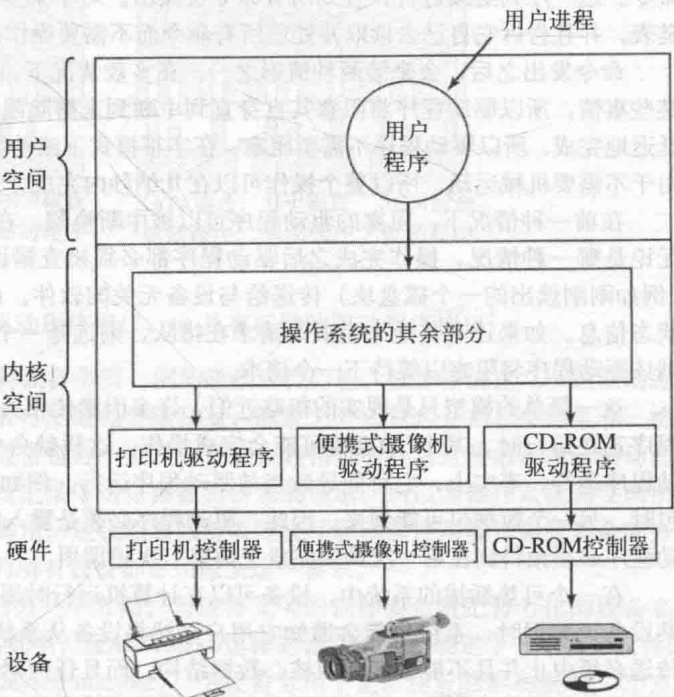 用户进程
用户
空间
用户
程序
操作系统的其余部分
内核
空间
打印机驱动程序
便携式摄像机
驱动程序
CD-ROM
驱动程序
硬件
打印机控制器
便携式摄像机控制器
CD-ROM控制器
设备